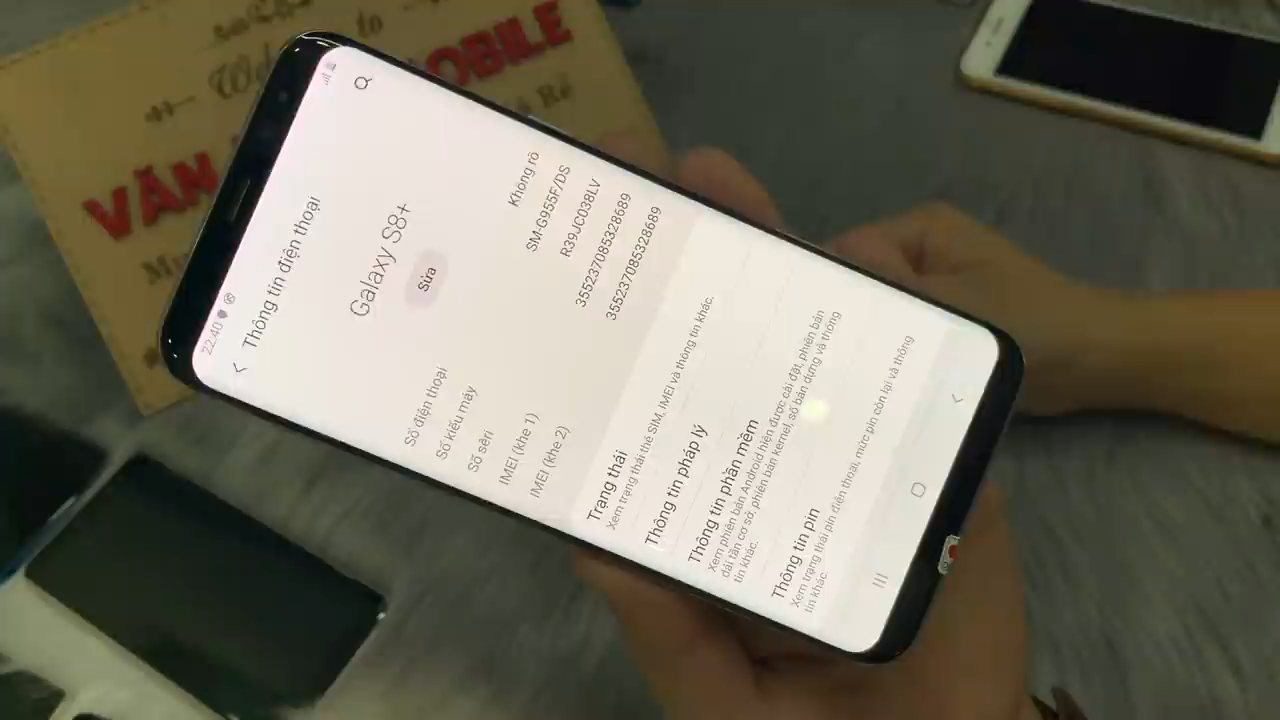 Welcome
to
VĂN
MOBILE
Rẻ
22:40
Thông tin điện thoại
Galaxy S8+
Sửa
Số điện thoại Không rõ
Số kiểu máy SM-G955F/DS
Số sêri R39JC038LV
IMEI (khe 1) 355237085328689
IMEI (khe 2) 355237085328689
Trạng thái
Xem trạng thái thẻ SIM, IMEI và thông tin khác.
Thông tin pháp lý
Thông tin phần mềm
Xem phiên bản Android hiện được cài đặt, phiên bản
dải tần cơ sở, phiên bản kernel, số bản dựng và thông
tin khác.
Thông tin pin
Xem trạng thái pin điện thoại, mức pin còn lại và thông
tin khác.